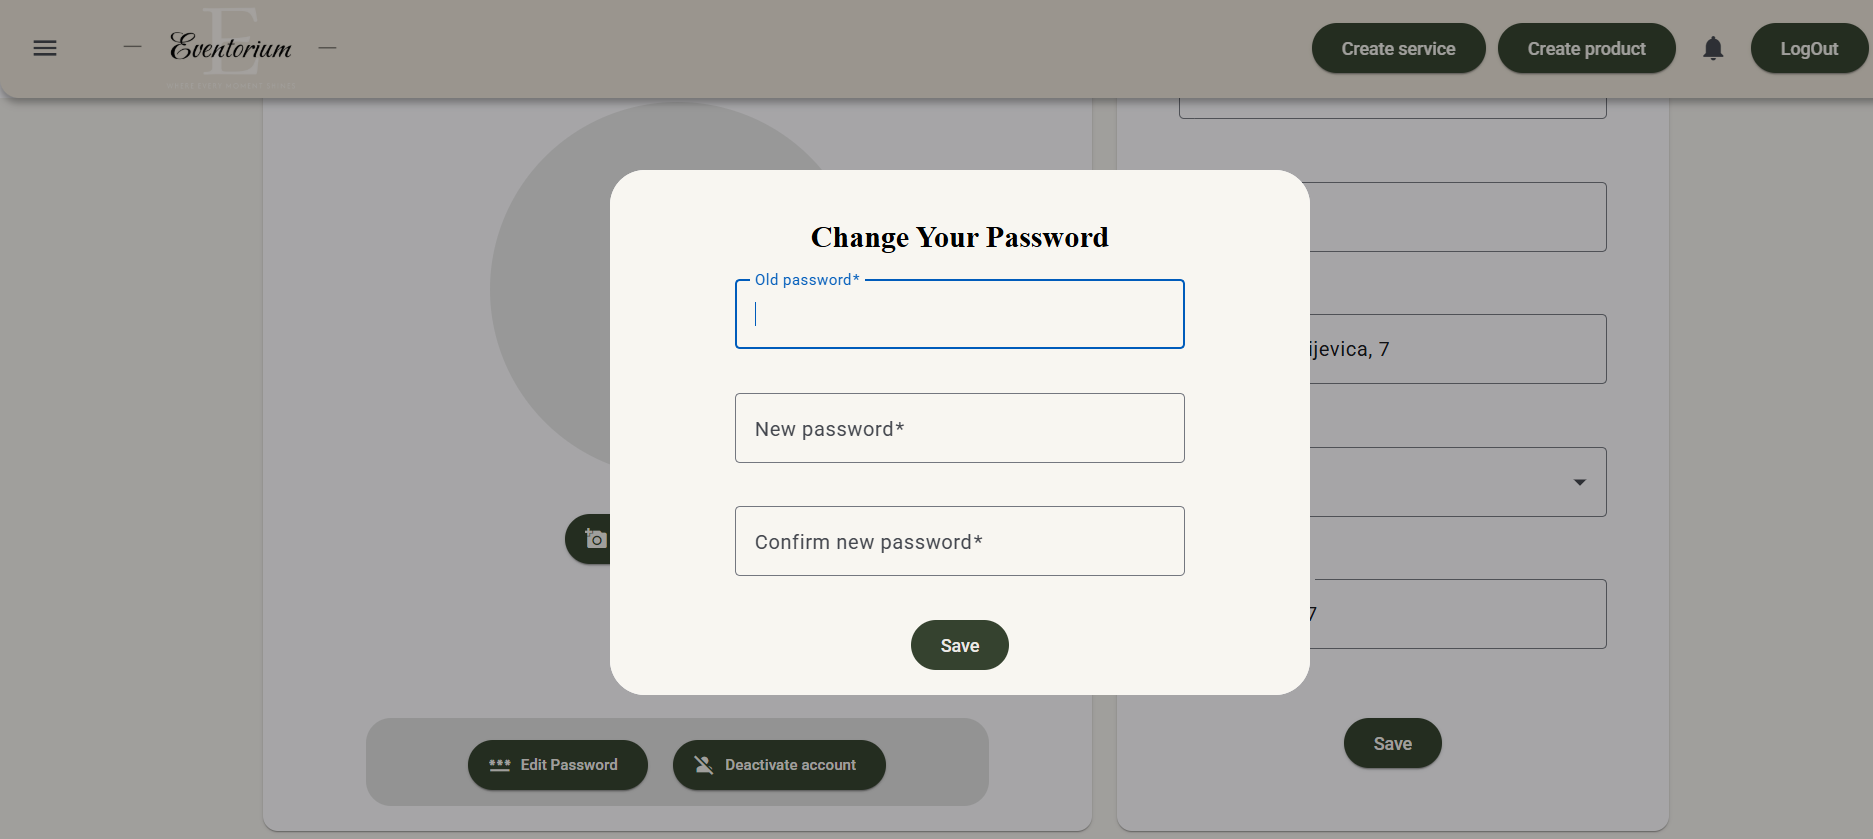 Eventorium
Create service
Create product
LogOut
Change Your Password
Old password*
New password*
Confirm new password*
Save
ijevica, 7
7
Edit Password
Deactivate account
Save